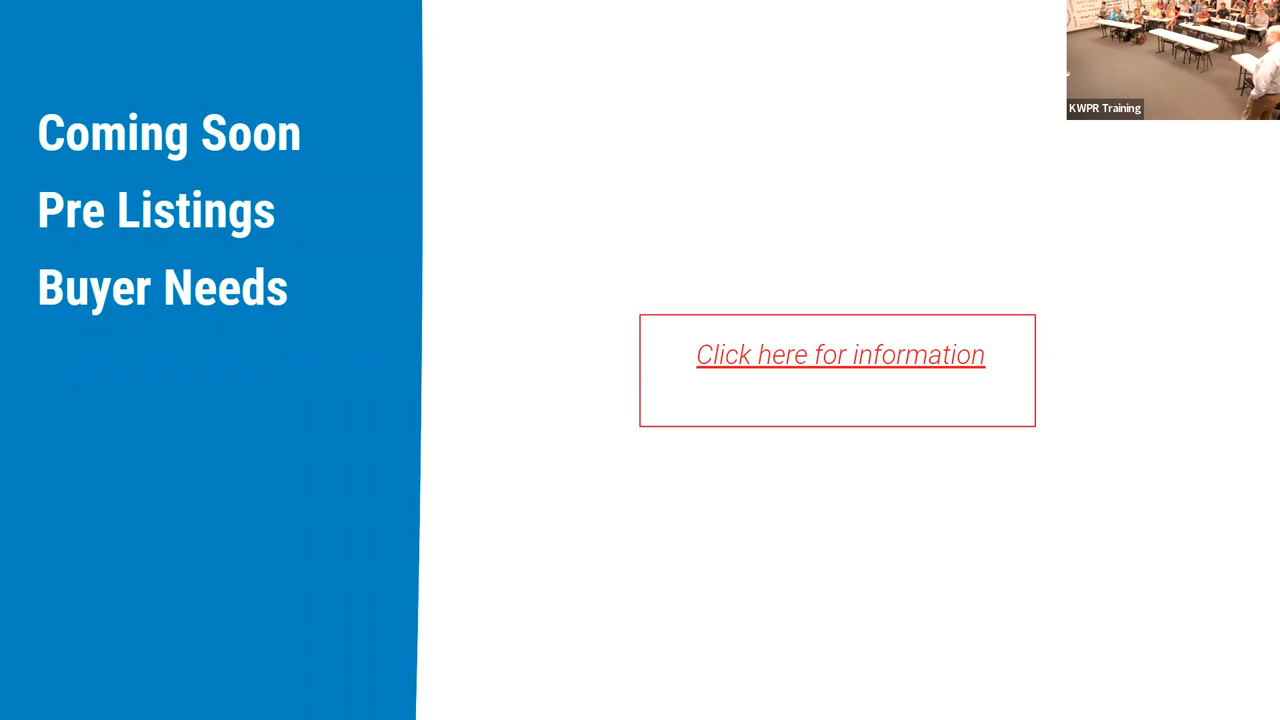 Coming Soon
Pre Listings
Buyer Needs
Click here for information
KWPR Training